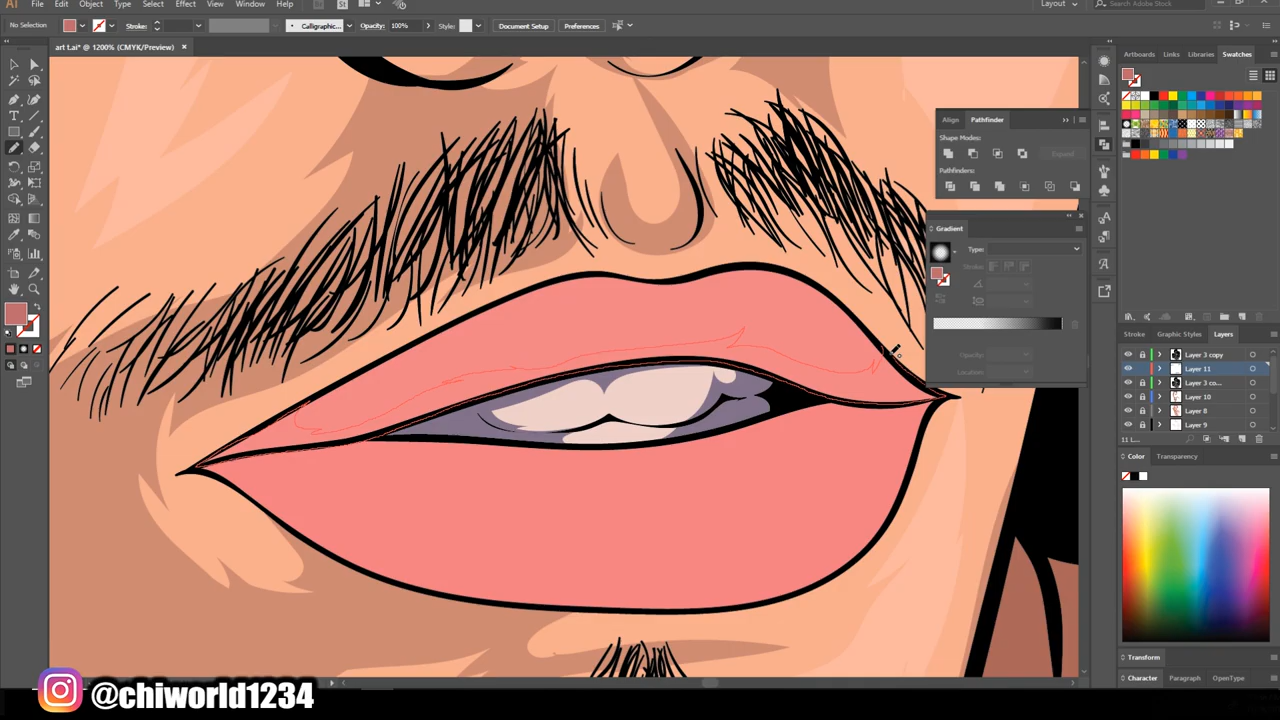 Ai File Edit Object Type Select Effect View Window Help Br St Layout Search Adobe Stock
No Selection Stroke: Calligraphic... Opacity: 100% Style: Document Setup Preferences
art t.ai* @ 1200% (CMYK/Preview) ×
Artboards Links Libraries Swatches
Align Pathfinder
Shape Modes:
Expand
Pathfinders:
Gradient
Type:
Stroke:
Opacity:
Location:
Stroke Graphic Styles Layers
Layer 3 copy
Layer 11
Layer 3 co...
Layer 10
Layer 8
Layer 9
11 L...
Color Transparency
Transform
Character Paragraph OpenType
@chiworld1234